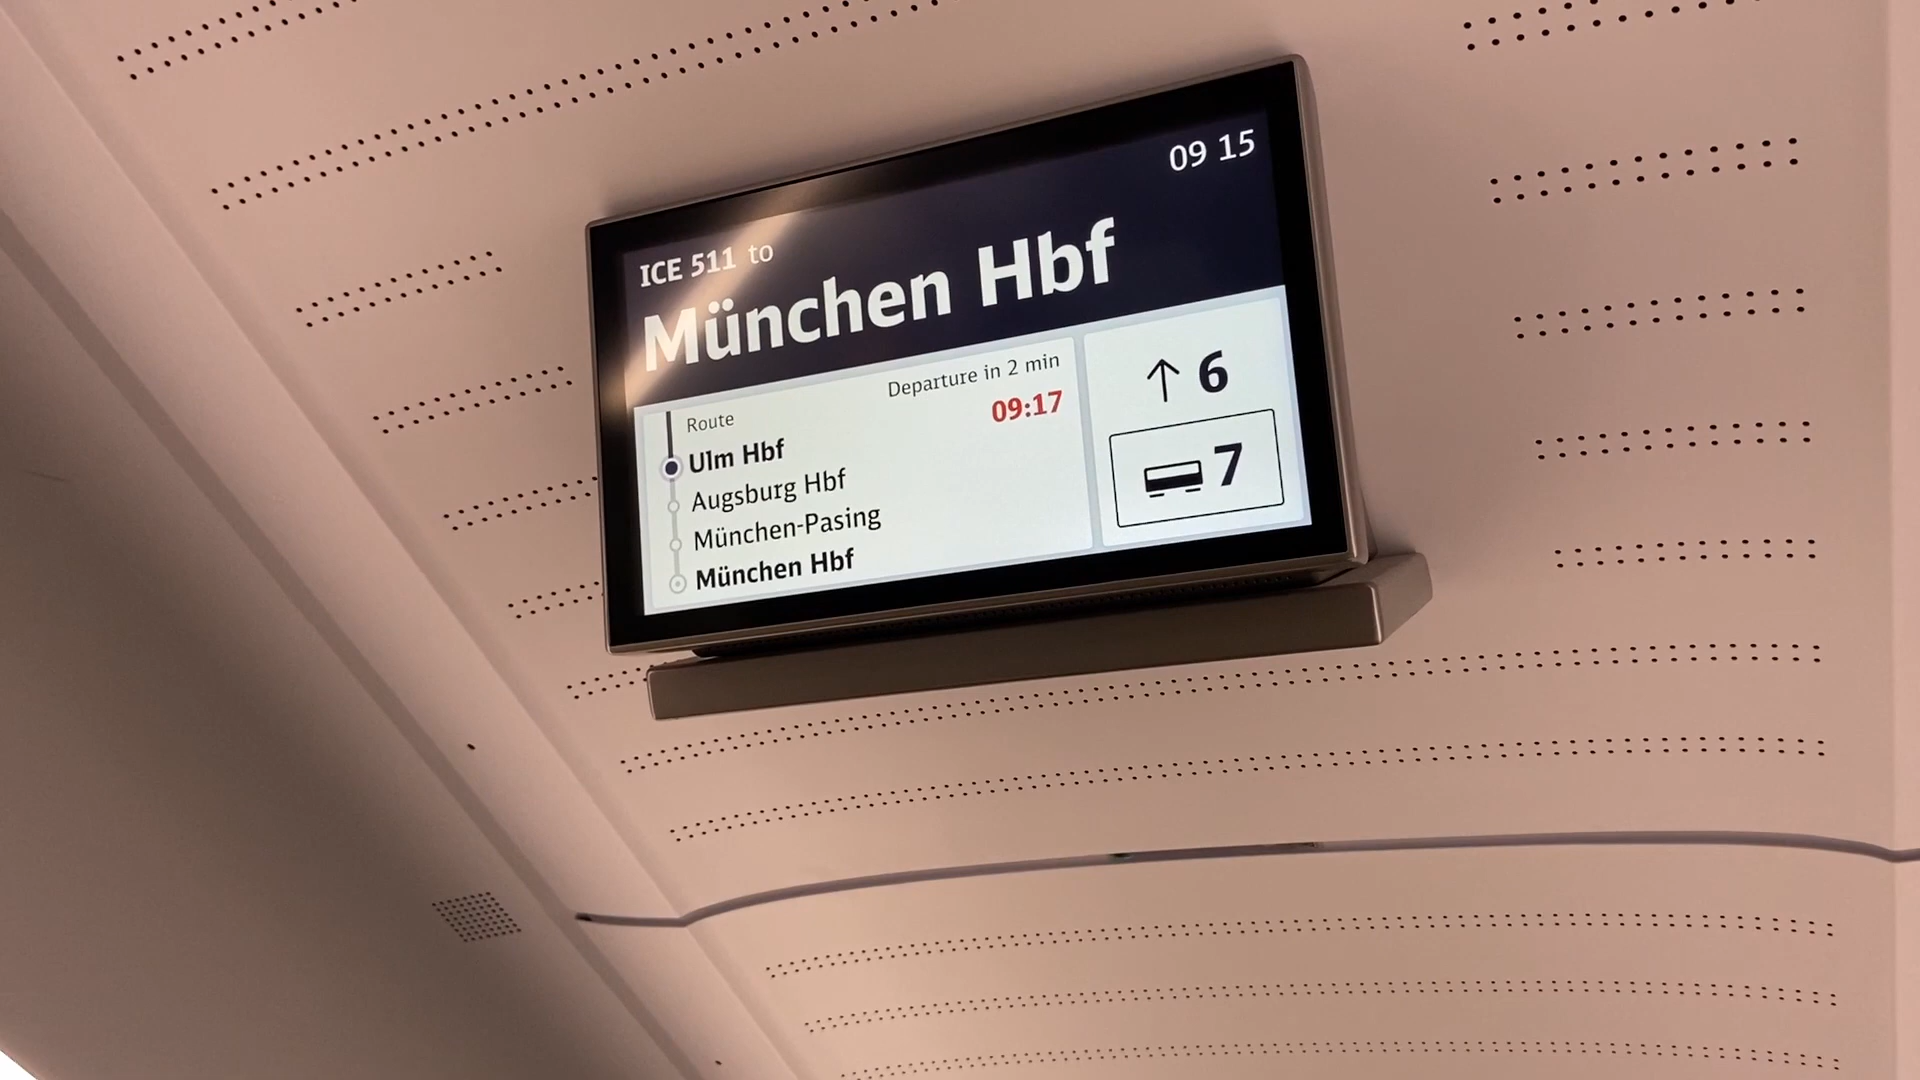 09 15
ICE 511 to
München Hbf
Departure in 2 min
09:17
Route
Ulm Hbf
Augsburg Hbf
München-Pasing
München Hbf
↑ 6
7